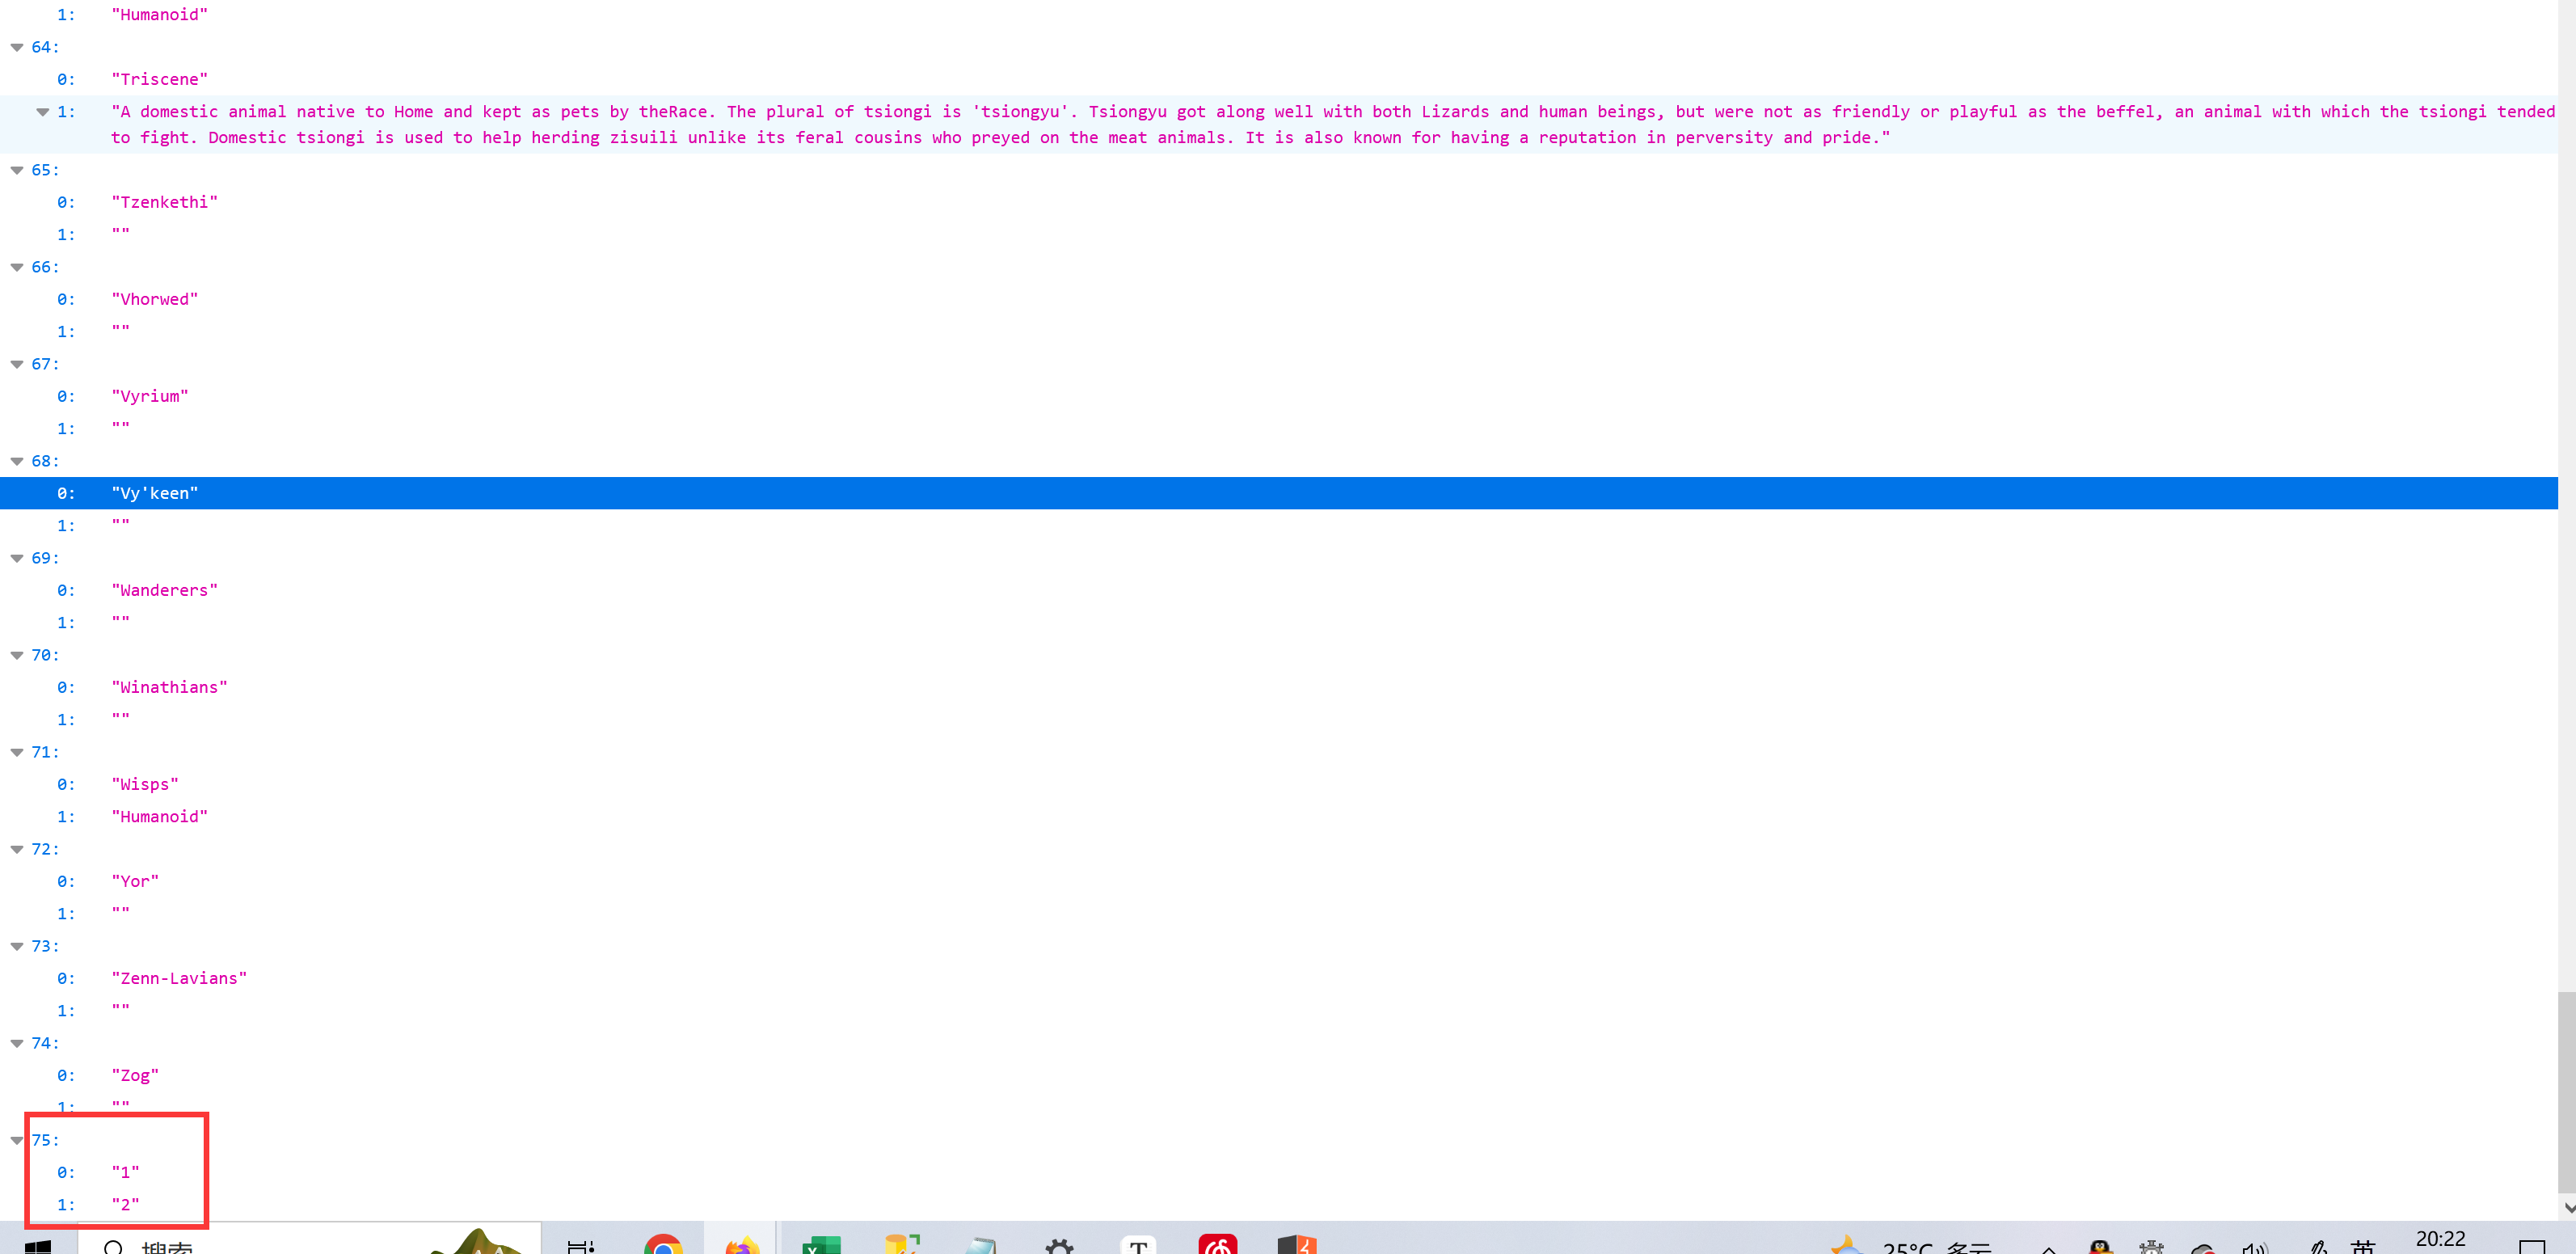 1: "Humanoid"
64:
0: "Triscene"
1: "A domestic animal native to Home and kept as pets by theRace. The plural of tsiongi is 'tsiongyu'. Tsiongyu got along well with both Lizards and human beings, but were not as friendly or playful as the beffel, an animal with which the tsiongi tended
to fight. Domestic tsiongi is used to help herding zisuili unlike its feral cousins who preyed on the meat animals. It is also known for having a reputation in perversity and pride."
65:
0: "Tzenkethi"
1: ""
66:
0: "Vhorwed"
1: ""
67:
0: "Vyrium"
1: ""
68:
0: "Vy'keen"
1: ""
69:
0: "Wanderers"
1: ""
70:
0: "Winathians"
1: ""
71:
0: "Wisps"
1: "Humanoid"
72:
0: "Yor"
1: ""
73:
0: "Zenn-Lavians"
1: ""
74:
0: "Zog"
1: ""
75:
0: "1"
1: "2"
搜索
25°C 多云
英
20:22